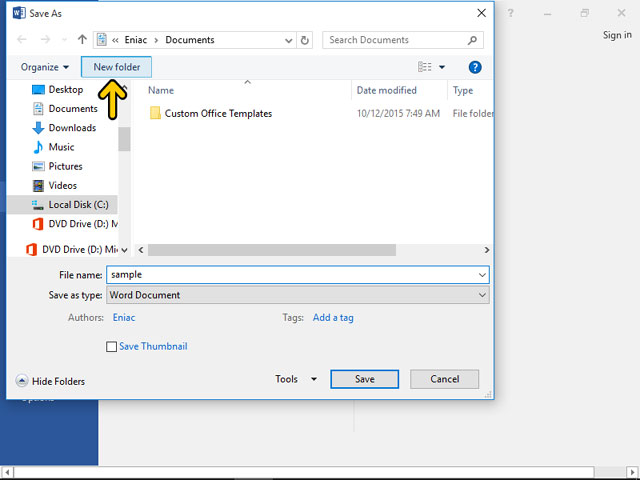 Save As
?
Sign in
« Eniac > Documents
Search Documents
Organize
New folder
?
Desktop
Documents
Downloads
Music
Pictures
Videos
Local Disk (C:)
DVD Drive (D:) Mi
DVD Drive (D:) Mi
Name
Date modified
Type
Custom Office Templates
10/12/2015 7:49 AM
File folder
File name:
sample
Save as type:
Word Document
Authors:
Eniac
Tags:
Add a tag
Save Thumbnail
Hide Folders
Tools
Save
Cancel
Options